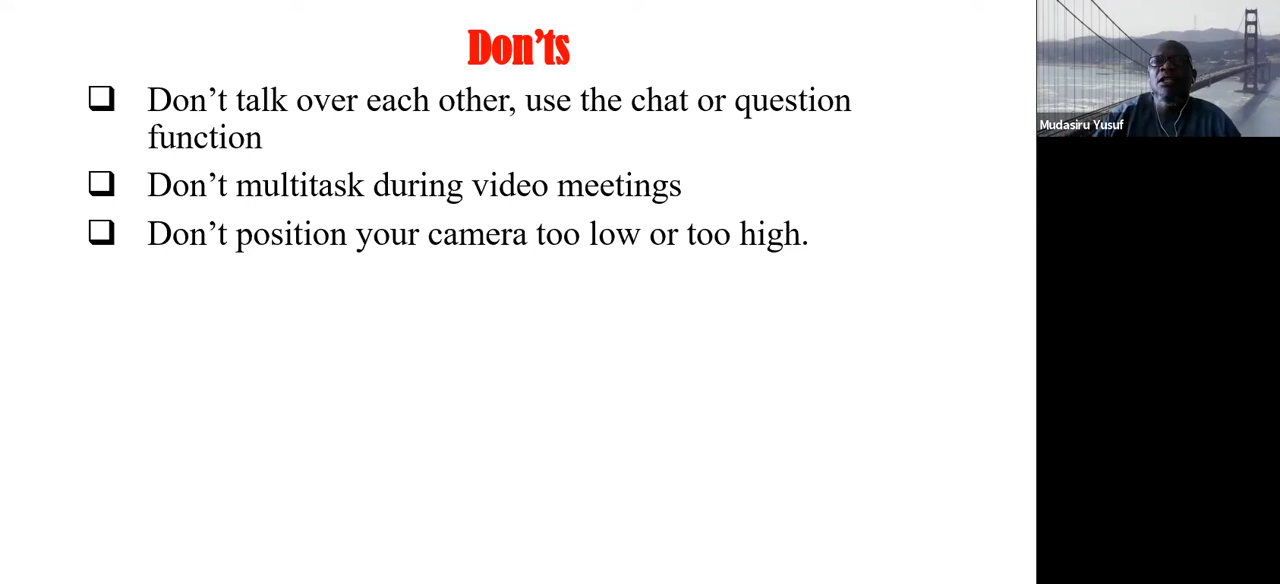 Don’ts
❑ Don’t talk over each other, use the chat or question
function
❑ Don’t multitask during video meetings
❑ Don’t position your camera too low or too high.
Mudasiru Yusuf